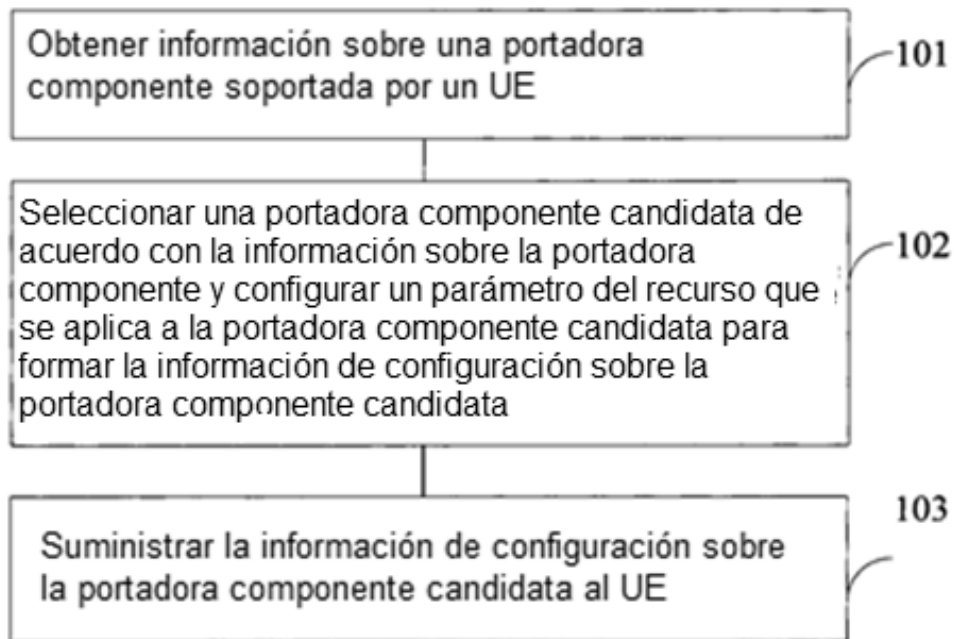 Obtener información sobre una portadora
componente soportada por un UE
101
Seleccionar una portadora componente candidata de
acuerdo con la información sobre la portadora
componente y configurar un parámetro del recurso que
se aplica a la portadora componente candidata para
formar la información de configuración sobre la
portadora componente candidata
102
Suministrar la información de configuración sobre
la portadora componente candidata al UE
103